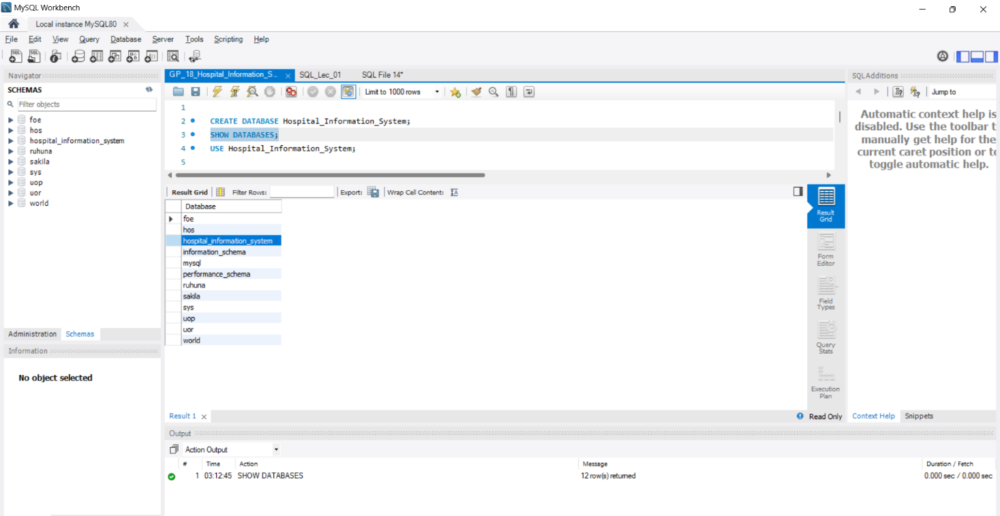 MySQL Workbench
Local instance MySQL80
File Edit View Query Database Server Tools Scripting Help
Navigator
SCHEMAS
Filter objects
foe
hos
hospital_information_system
ruhuna
sakila
sys
uop
uor
world
Administration Schemas
Information
No object selected
GP_18_Hospital_Information_S... SQL_Lec_01 SQL File 14*
Limit to 1000 rows
1
2 CREATE DATABASE Hospital_Information_System;
3 SHOW DATABASES;
4 USE Hospital_Information_System;
5
Result Grid Filter Rows: Export: Wrap Cell Content:
Database
foe
hos
hospital_information_system
information_schema
mysql
performance_schema
ruhuna
sakila
sys
uop
uor
world
Result
Grid
Form
Editor
Field
Types
Query
Stats
Execution
Plan
Result 1 Read Only
SQLAdditions
Jump to
Automatic context help is
disabled. Use the toolbar t
manually get help for the
current caret position or to
toggle automatic help.
Context Help Snippets
Output
Action Output
# Time Action Message Duration / Fetch
1 03:12:45 SHOW DATABASES 12 row(s) returned 0.000 sec / 0.000 sec